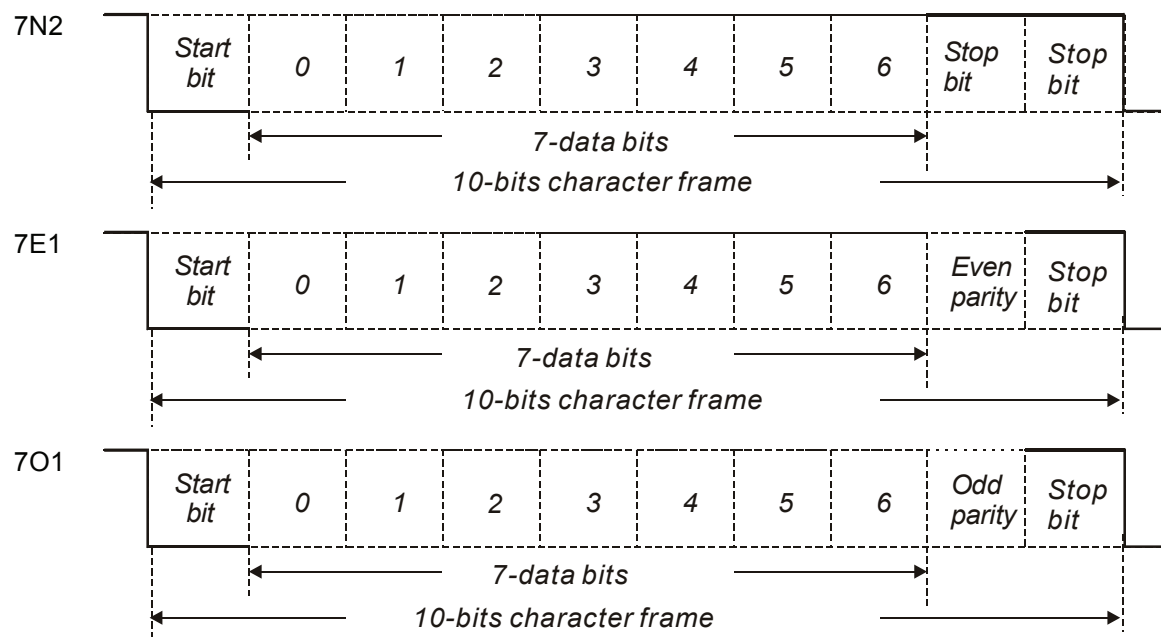 7N2
Start bit 0 1 2 3 4 5 6 Stop bit Stop bit
7-data bits
10-bits character frame
7E1
Start bit 0 1 2 3 4 5 6 Even parity Stop bit
7-data bits
10-bits character frame
7O1
Start bit 0 1 2 3 4 5 6 Odd parity Stop bit
7-data bits
10-bits character frame